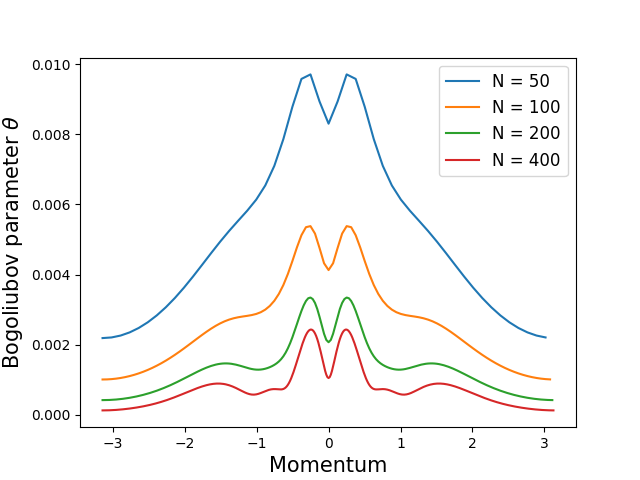 Bogoliubov parameter θ
0.010
0.008
0.006
0.004
0.002
0.000
N = 50
N = 100
N = 200
N = 400
−3 −2 −1 0 1 2 3
Momentum